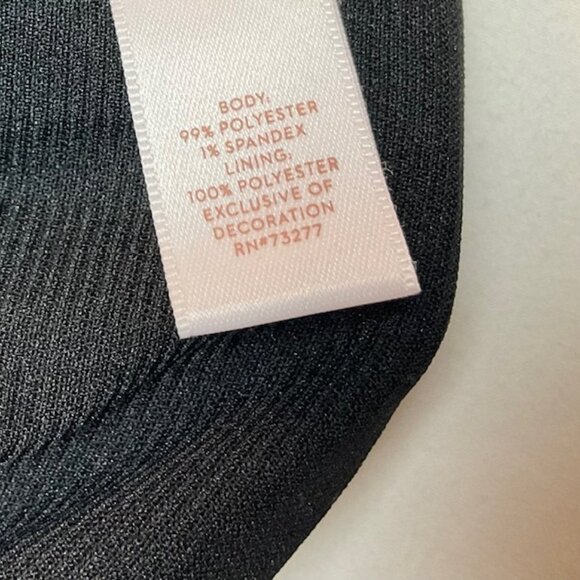 BODY:
99% POLYESTER
1% SPANDEX
LINING:
100% POLYESTER
EXCLUSIVE OF
DECORATION
RN#73277